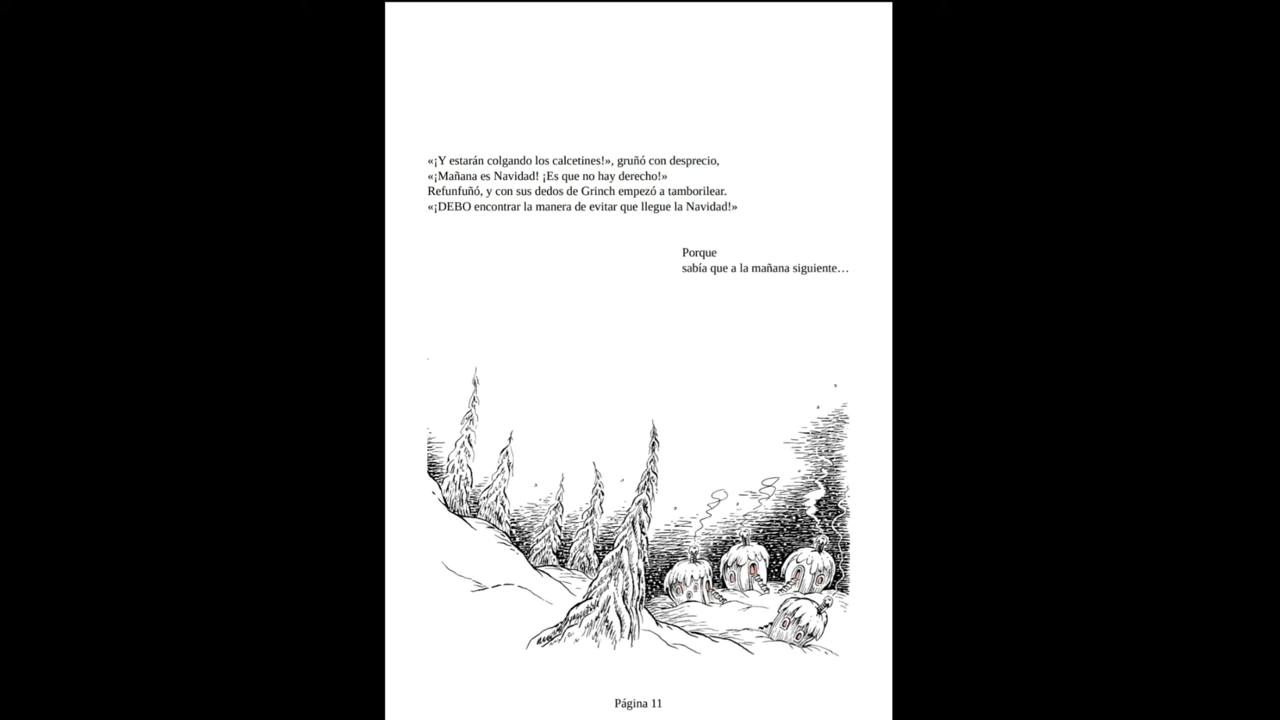 «¡Y estarán colgando los calcetines!», gruñó con desprecio,
«¡Mañana es Navidad! ¡Es que no hay derecho!»
Refunfuñó, y con sus dedos de Grinch empezó a tamborilear.
«¡DEBO encontrar la manera de evitar que llegue la Navidad!»
Porque
sabía que a la mañana siguiente…
Página 11